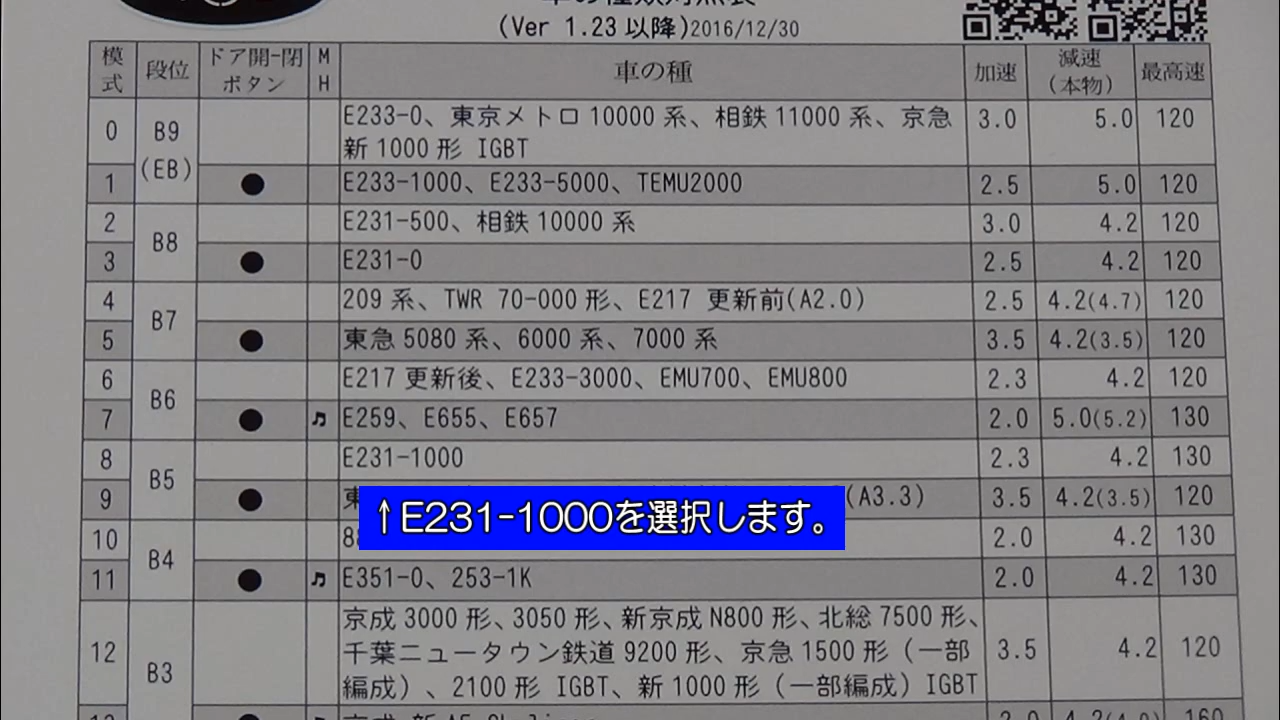 (Ver 1.23 以降)2016/12/30
模式 段位 ドア開-閉ボタン MH 車の種 加速 減速(本物) 最高速
0 B9(EB) E233-0、東京メトロ 10000 系、相鉄 11000 系、京急 3.0 5.0 120
新 1000 形 IGBT
1 ● E233-1000、E233-5000、TEMU2000 2.5 5.0 120
2 B8 E231-500、相鉄 10000 系 3.0 4.2 120
3 ● E231-0 2.5 4.2 120
4 B7 209 系、TWR 70-000 形、E217 更新前(A2.0) 2.5 4.2(4.7) 120
5 ● 東急 5080 系、6000 系、7000 系 3.5 4.2(3.5) 120
6 B6 E217 更新後、E233-3000、EMU700、EMU800 2.3 4.2 120
7 ● ♬ E259、E655、E657 2.0 5.0(5.2) 130
8 B5 E231-1000 2.3 4.2 130
9 ● (A3.3) 3.5 4.2(3.5) 120
↑E231-1000を選択します。
10 B4 2.0 4.2 130
11 ● ♬ E351-0、253-1K 2.0 4.2 130
12 B3 京成 3000 形、3050 形、新京成 N800 形、北総 7500 形、 3.5 4.2 120
千葉ニュータウン鉄道 9200 形、京急 1500 形（一部
編成）、2100 形 IGBT、新 1000 形（一部編成）IGBT